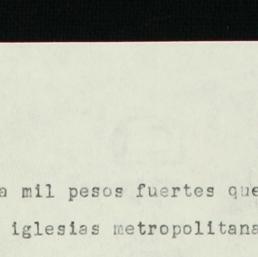 a mil pesos fuertes que
iglesias metropolitana